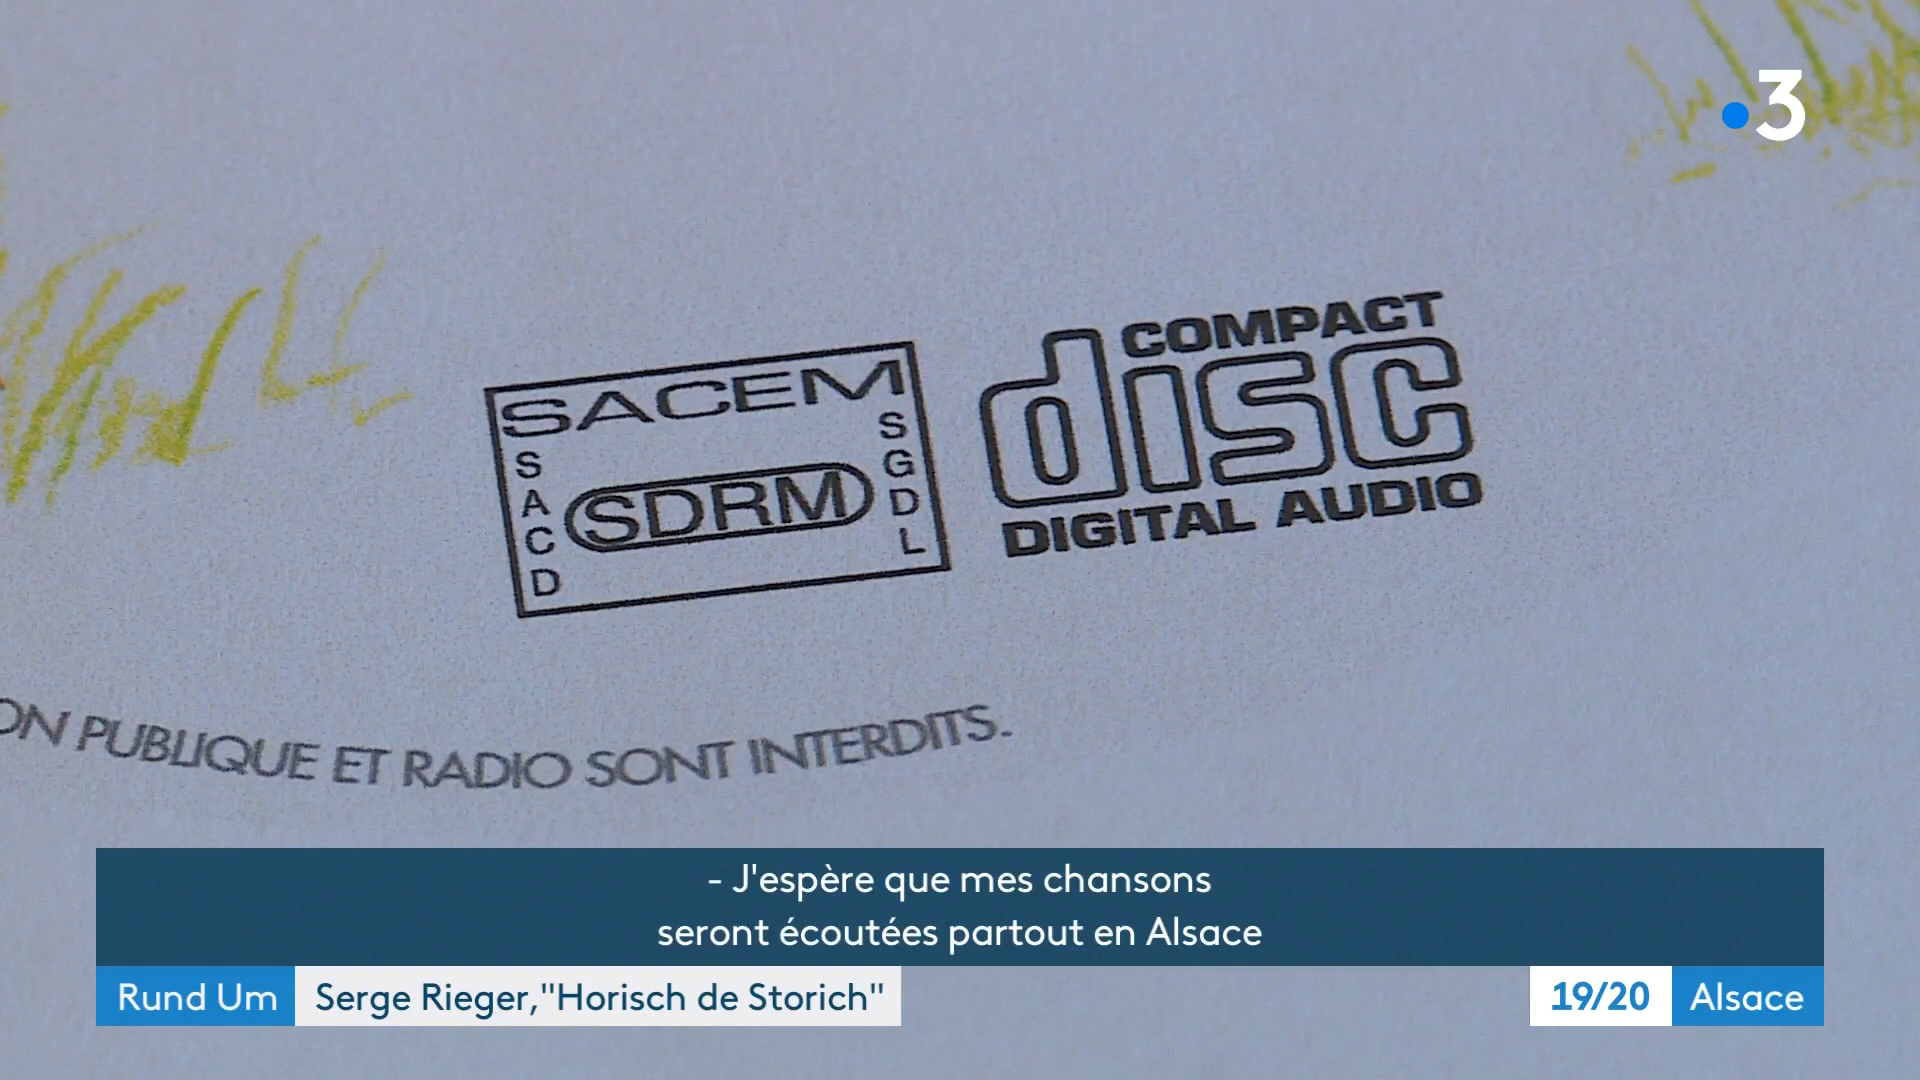 3
COMPACT
disc
DIGITAL AUDIO
SACEM
SACD
SDRM
SGDL
PUBLIQUE ET RADIO SONT INTERDITS.
- J'espère que mes chansons
seront écoutées partout en Alsace
Rund Um
Serge Rieger,"Horisch de Storich"
19/20
Alsace